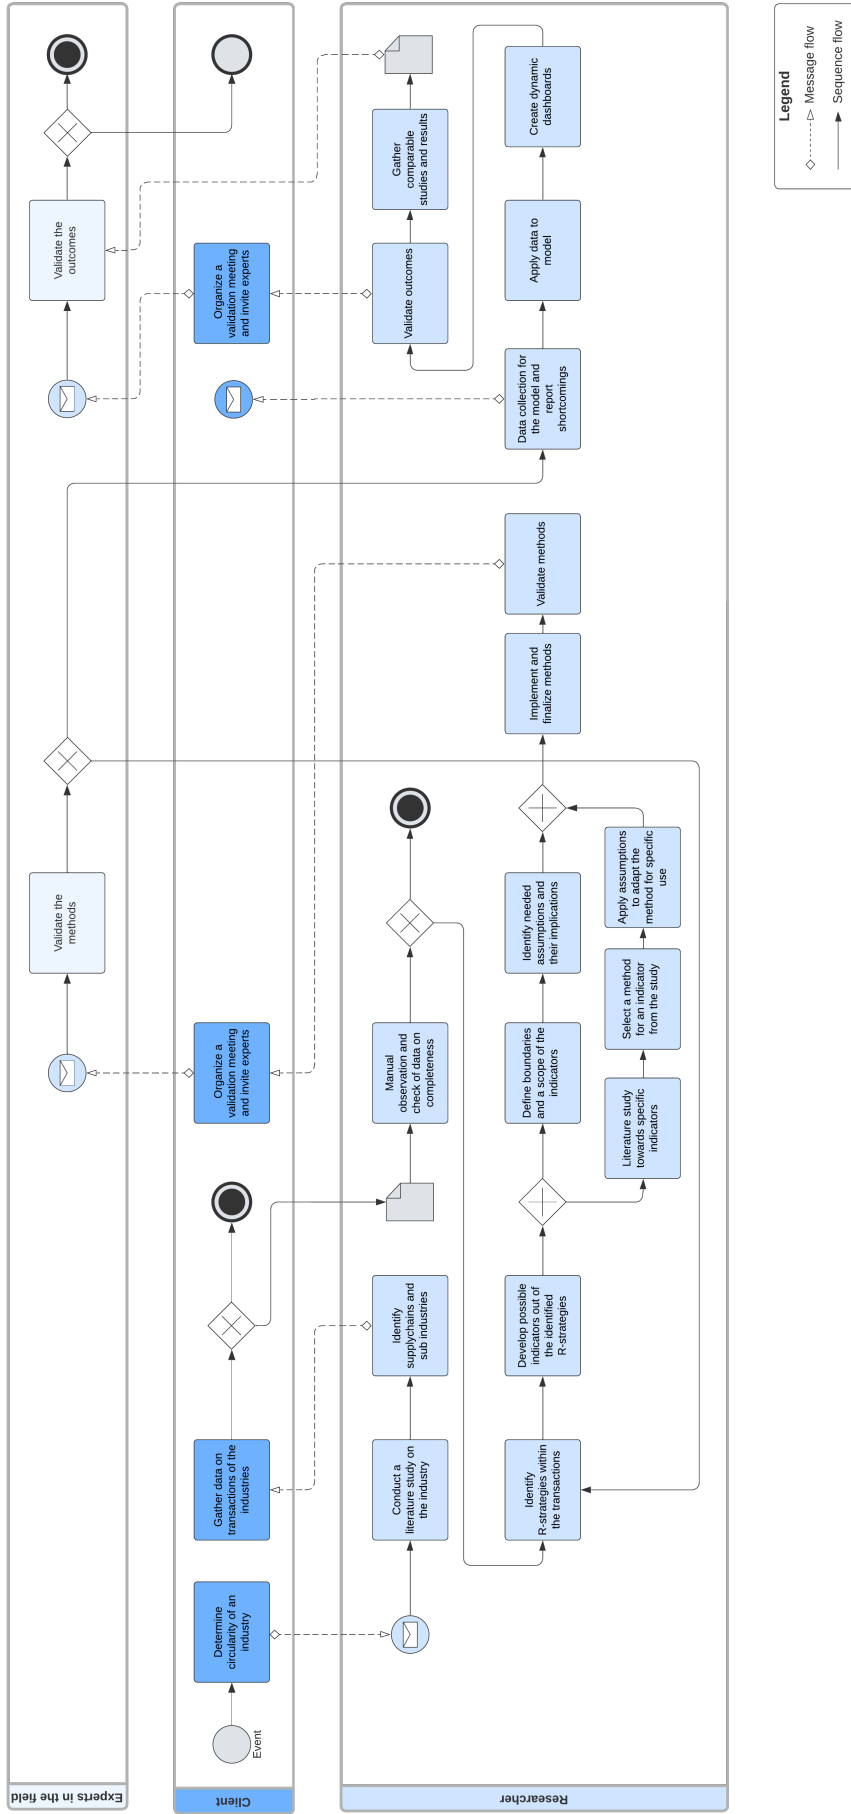 Experts in the field
Validate the
methods
Validate the
outcomes
Client
Event
Determine
circularity of an
industry
Gather data on
transactions of the
industries
Organize a
validation meeting
and invite experts
Organize a
validation meeting
and invite experts
Researcher
Conduct a
literature study on
the industry
Identify
supplychains and
sub industries
Manual
observation and
check of data on
completeness
Validate outcomes
Gather
comparable
studies and results
Identify
R-strategies within
the transactions
Develop possible
indicators out of
the identified
R-strategies
Define boundaries
and a scope of the
indicators
Identify needed
assumptions and
their implications
Implement and
finalize methods
Validate methods
Data collection for
the model and
report
shortcomings
Apply data to
model
Create dynamic
dashboards
Literature study
towards specific
indicators
Select a method
for an indicator
from the study
Apply assumptions
to adapt the
method for specific
use
Legend
Message flow
Sequence flow